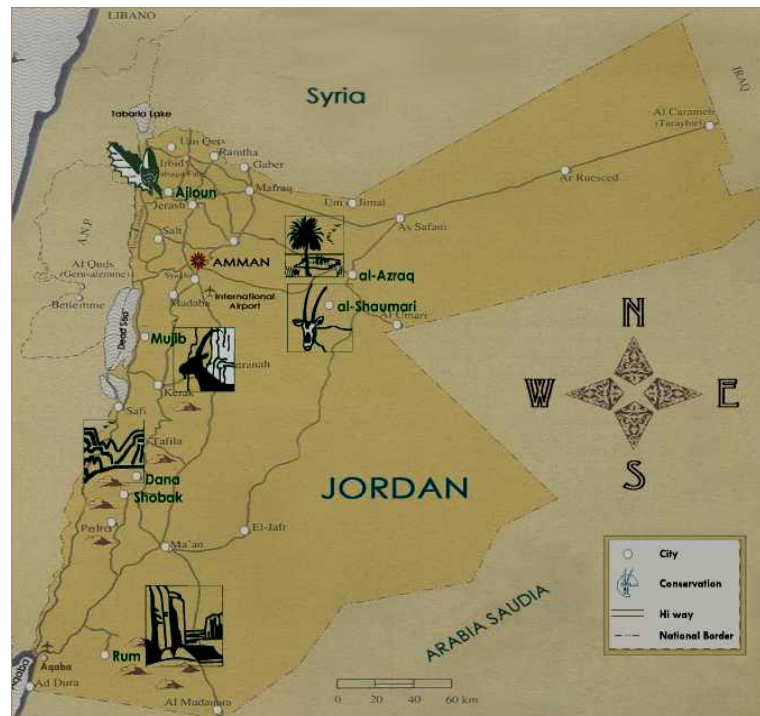 LIBANO
IRAQ
Syria
Tabaria Lake
Al Carameh
(Taraybiel)
Um Qeis
Ramtha
Irbid
Gaber
Ar Ruesced
Ajloun
Mafraq
Jerash
Um el Jimal
As Safaui
Salt
A.N.P.
AMMAN
Al Quds
(Gerusalemme)
al-Azraq
Betlemme
Madaba
International
Airport
al-Shaumari
Al Umari
Dead Sea
Mujib
N
W
E
S
Kerak
Safi
Tafila
Dana
Shobak
JORDAN
Petra
El-Jafr
Ma'an
City
Conservation
Hi way
National Border
ARABIA SAUDIA
Rum
Aqaba
Ad Dura
Al Mudauara
0 20 40 60 km